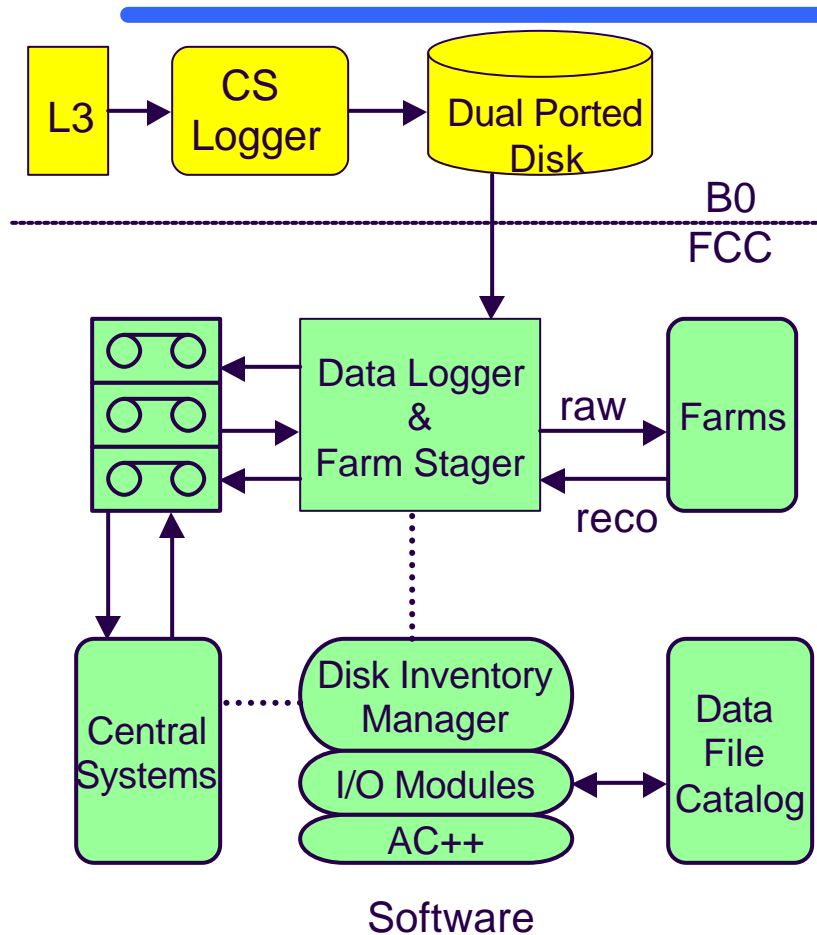 L3
CS
Logger
Dual Ported
Disk
B0
FCC
Data Logger
&
Farm Stager
raw
Farms
reco
Central
Systems
Disk Inventory
Manager
I/O Modules
AC++
Data
File
Catalog
Software